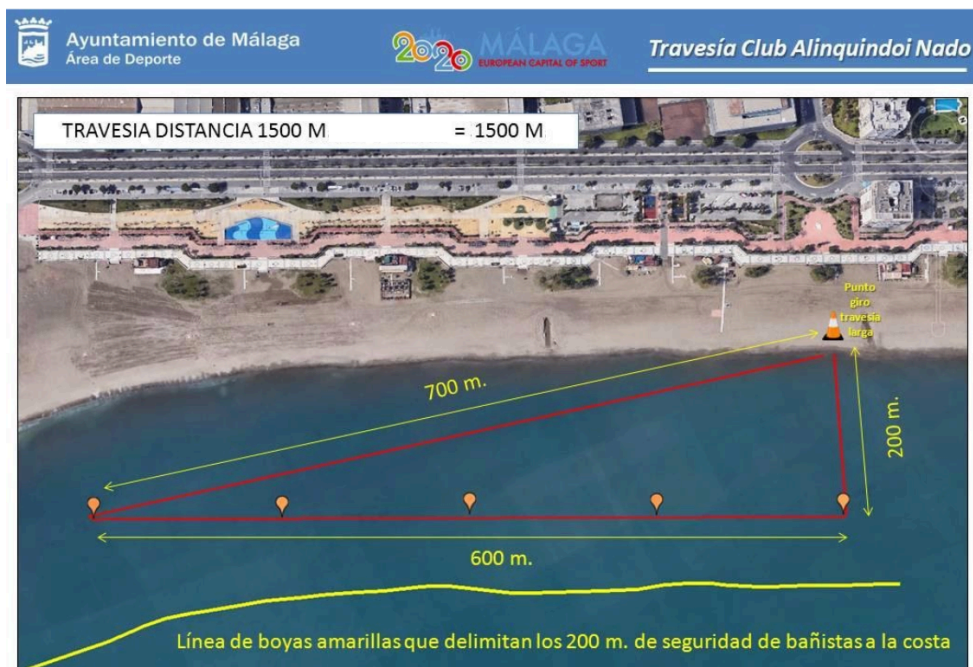 Ayuntamiento de Málaga
Área de Deporte
2020 MÁLAGA
EUROPEAN CAPITAL OF SPORT
Travesía Club Alinquindoi Nado
TRAVESIA DISTANCIA 1500 M = 1500 M
Punto
giro
travesía
larga
700 m.
200 m.
600 m.
Línea de boyas amarillas que delimitan los 200 m. de seguridad de bañistas a la costa